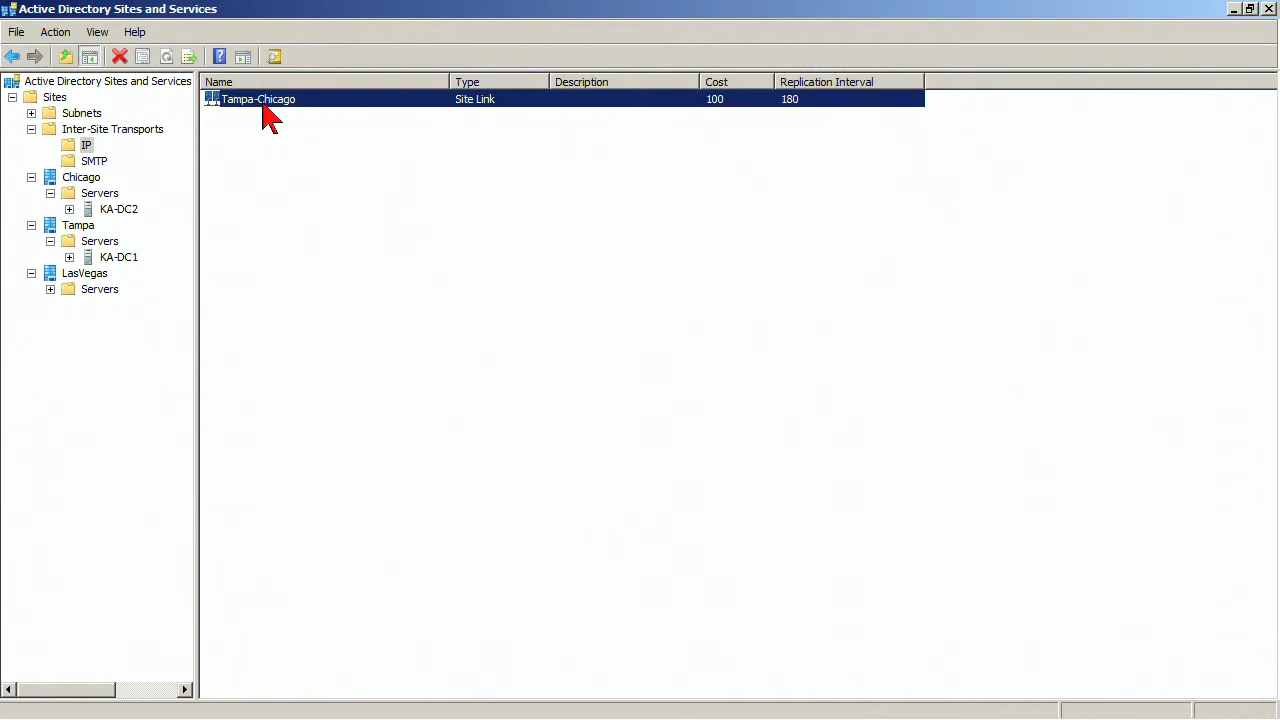 Active Directory Sites and Services
File Action View Help
Active Directory Sites and Services
Sites
Subnets
Inter-Site Transports
IP
SMTP
Chicago
Servers
KA-DC2
Tampa
Servers
KA-DC1
LasVegas
Servers
Name Type Description Cost Replication Interval
Tampa-Chicago Site Link 100 180